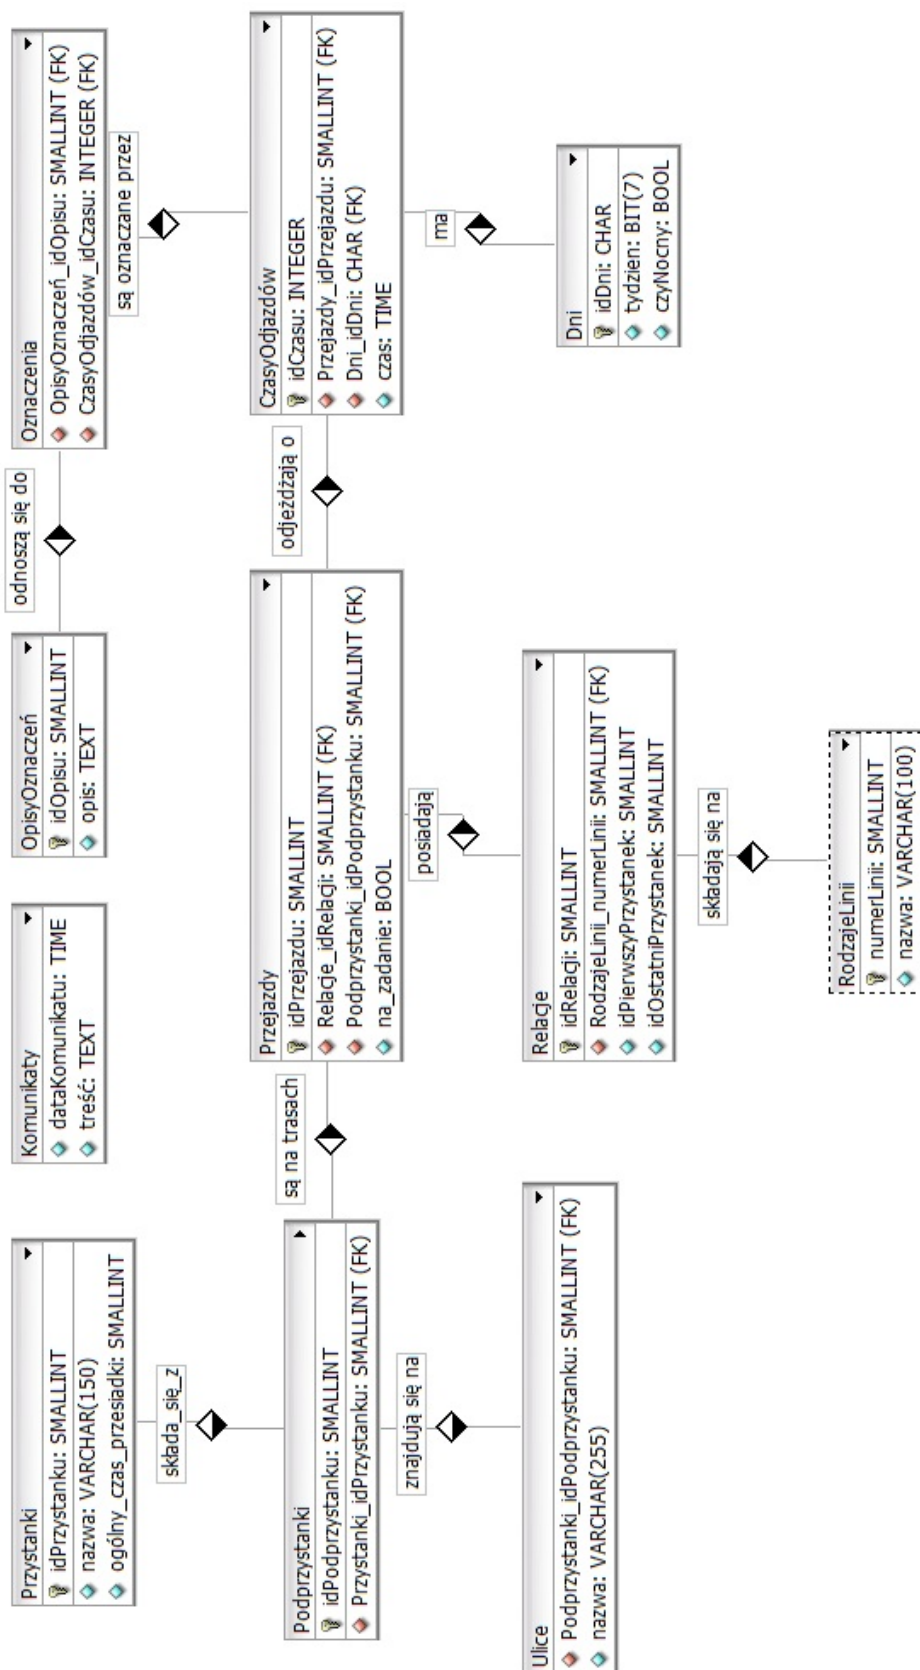 Przystanki
idPrzystanku: SMALLINT
nazwa: VARCHAR(150)
ogólny_czas_przesiadki: SMALLINT
Komunikaty
dataKomunikatu: TIME
treść: TEXT
OpisyOznaczeń
idOpisu: SMALLINT
opis: TEXT
odnoszą się do
Oznaczenia
OpisyOznaczeń_idOpisu: SMALLINT (FK)
CzasyOdjazdów_idCzasu: INTEGER (FK)
składa_się_z
są oznaczane przez
Podprzystanki
idPodprzystanku: SMALLINT
Przystanki_idPrzystanku: SMALLINT (FK)
są na trasach
Przejazdy
idPrzejazdu: SMALLINT
Relacje_idRelacji: SMALLINT (FK)
Podprzystanki_idPodprzystanku: SMALLINT (FK)
na_zadanie: BOOL
odjeżdżają o
CzasyOdjazdów
idCzasu: INTEGER
Przejazdy_idPrzejazdu: SMALLINT (FK)
Dni_idDni: CHAR (FK)
czas: TIME
znajdują się na
posiadają
ma
Ulice
Podprzystanki_idPodprzystanku: SMALLINT (FK)
nazwa: VARCHAR(255)
Relacje
idRelacji: SMALLINT
RodzajeLinii_numerLinii: SMALLINT (FK)
idPierwszyPrzystanek: SMALLINT
idOstatniPrzystanek: SMALLINT
Dni
idDni: CHAR
tydzien: BIT(7)
czyNocny: BOOL
składają się na
RodzajeLinii
numerLinii: SMALLINT
nazwa: VARCHAR(100)